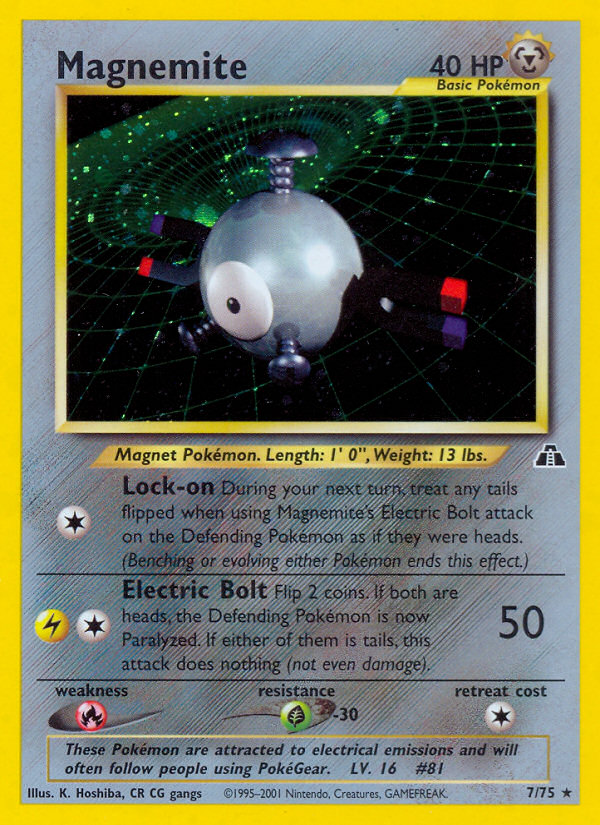 Magnemite 40 HP
Basic Pokémon
Magnet Pokémon. Length: 1' 0", Weight: 13 lbs.
Lock-on During your next turn, treat any tails
flipped when using Magnemite's Electric Bolt attack
on the Defending Pokémon as if they were heads.
(Benching or evolving either Pokémon ends this effect.)
Electric Bolt Flip 2 coins. If both are
heads, the Defending Pokémon is now
Paralyzed. If either of them is tails, this
attack does nothing (not even damage).
50
weakness resistance retreat cost
-30
These Pokémon are attracted to electrical emissions and will
often follow people using PokéGear. LV. 16 #81
Illus. K. Hoshiba, CR CG gangs ©1995–2001 Nintendo, Creatures, GAMEFREAK. 7/75 ★